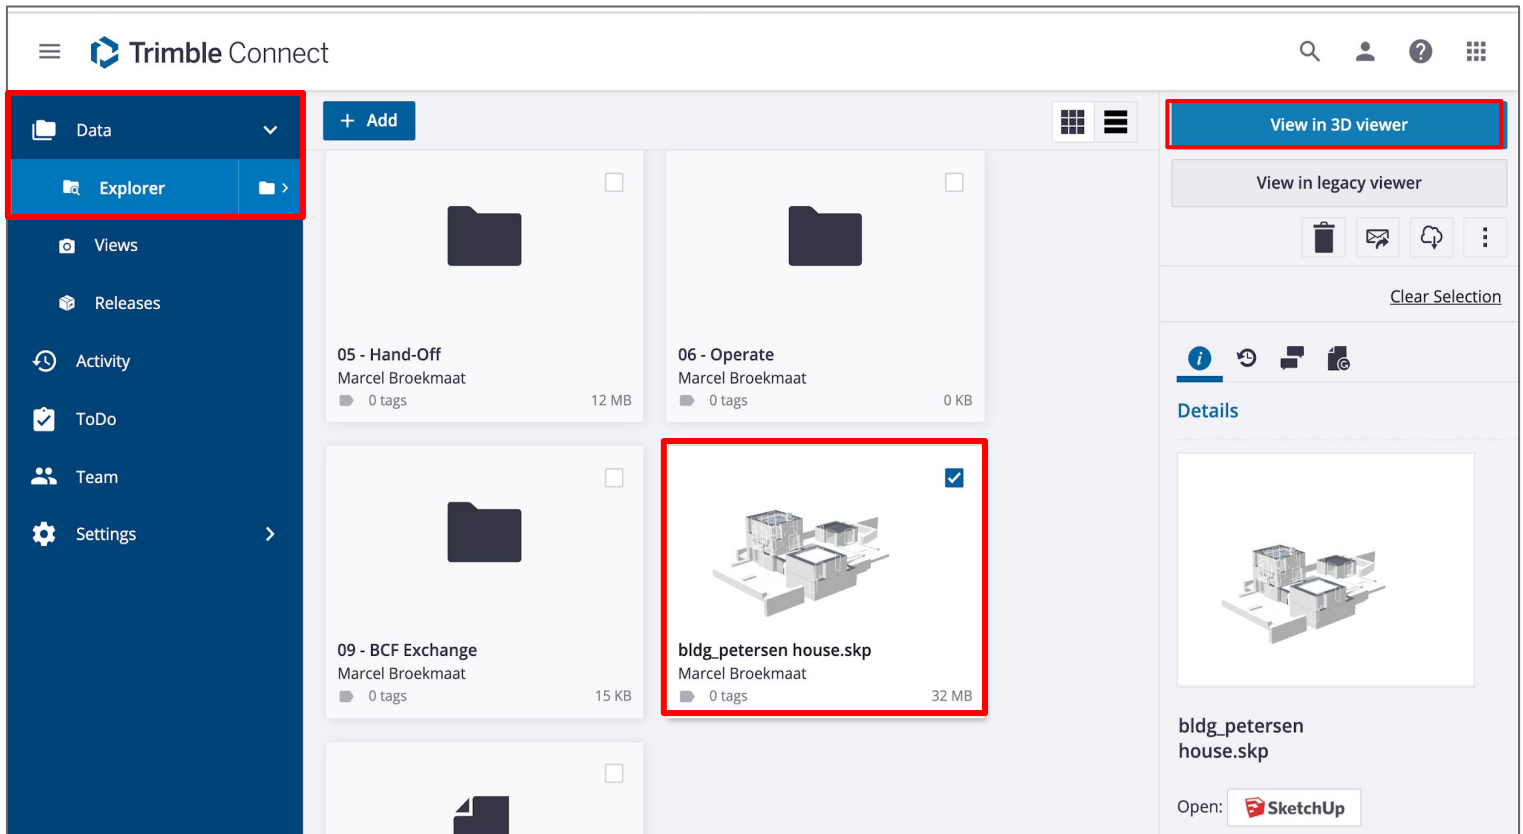 Trimble Connect
Data
Explorer
Views
Releases
Activity
ToDo
Team
Settings
+ Add
05 - Hand-Off
Marcel Broekmaat
0 tags 12 MB
06 - Operate
Marcel Broekmaat
0 tags 0 KB
09 - BCF Exchange
Marcel Broekmaat
0 tags 15 KB
bldg_petersen house.skp
Marcel Broekmaat
0 tags 32 MB
View in 3D viewer
View in legacy viewer
Clear Selection
Details
bldg_petersen
house.skp
Open: SketchUp